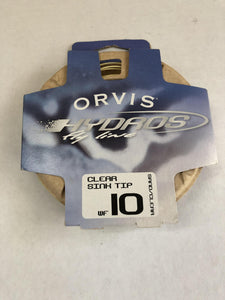 ORVIS
HYDROS
fly line
CLEAR
SINK TIP
WF 10